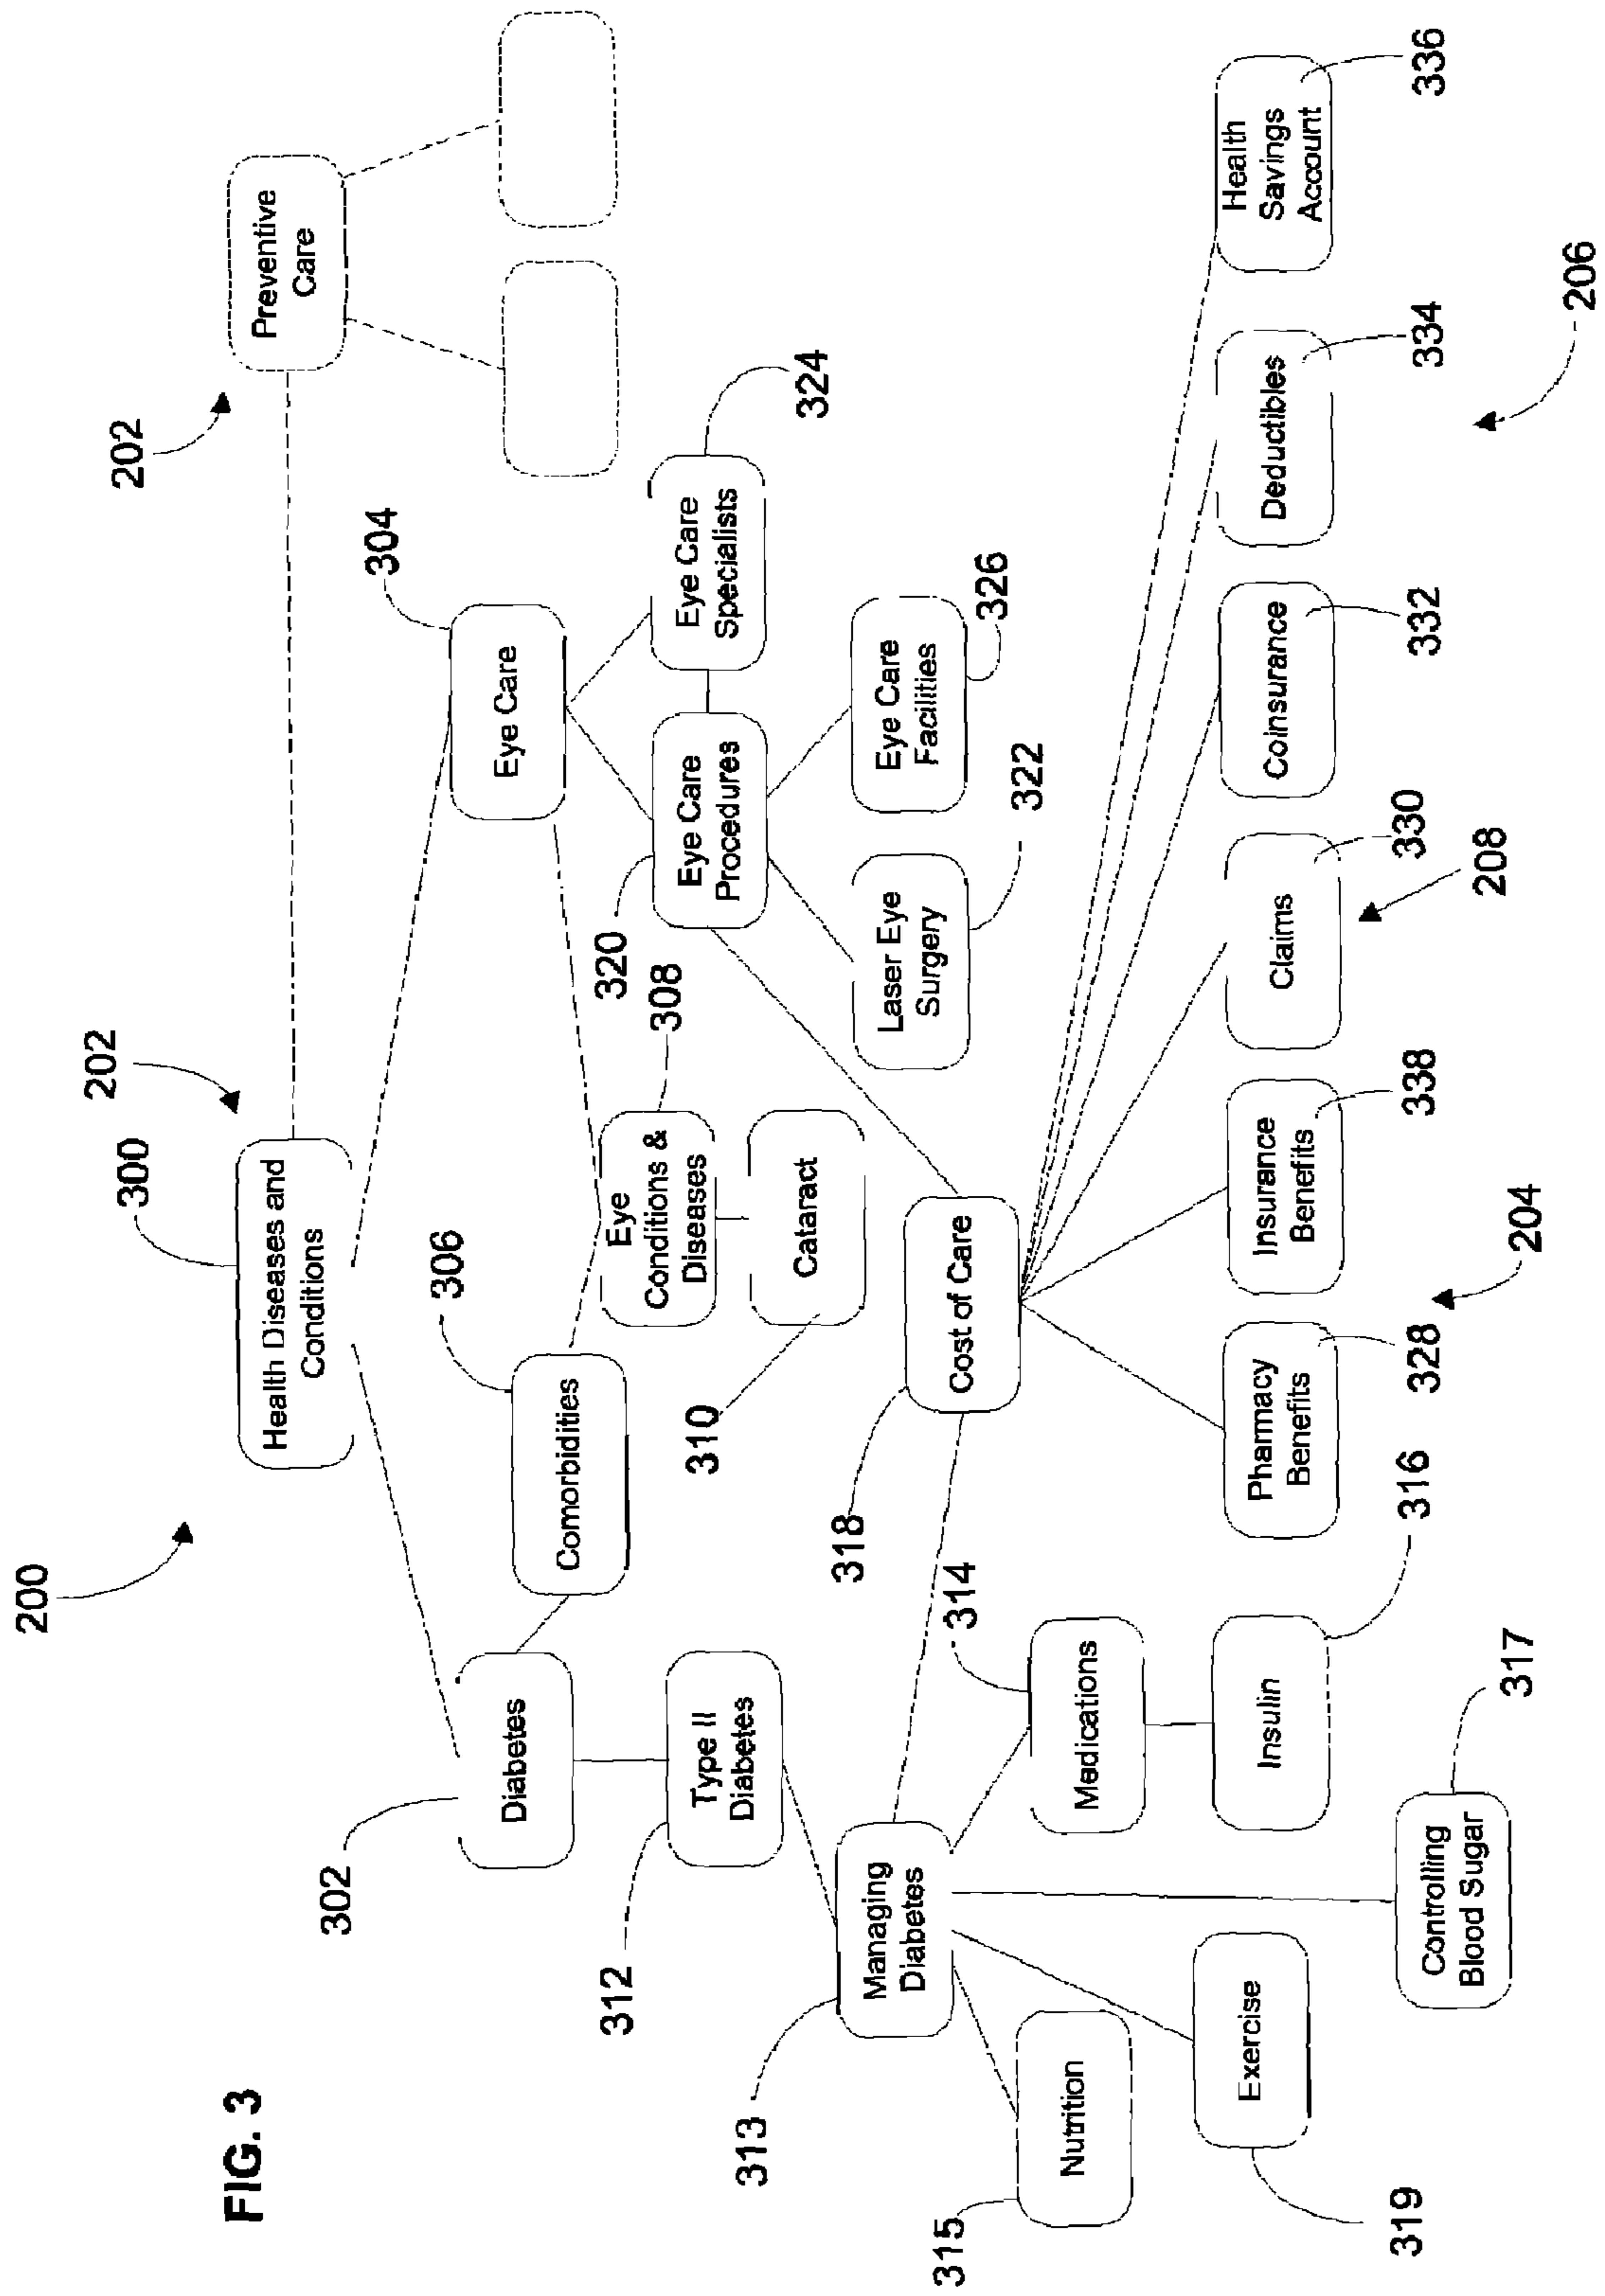 FIG. 3
200
300
202
202
Health Diseases and
Conditions
Preventive
Care
302
Diabetes
306
Comorbidities
304
Eye Care
312
Type II
Diabetes
308
Eye
Conditions &
Diseases
310
Cataract
320
Eye Care
Procedures
324
Eye Care
Specialists
313
Managing
Diabetes
318
Cost of Care
322
Laser Eye
Surgery
326
Eye Care
Facilities
315
Nutrition
314
Medications
319
Exercise
316
Insulin
317
Controlling
Blood Sugar
Pharmacy
Benefits
328
Insurance
Benefits
338
Claims
330
Coinsurance
332
Deductibles
334
Health
Savings
Account
336
204
208
206